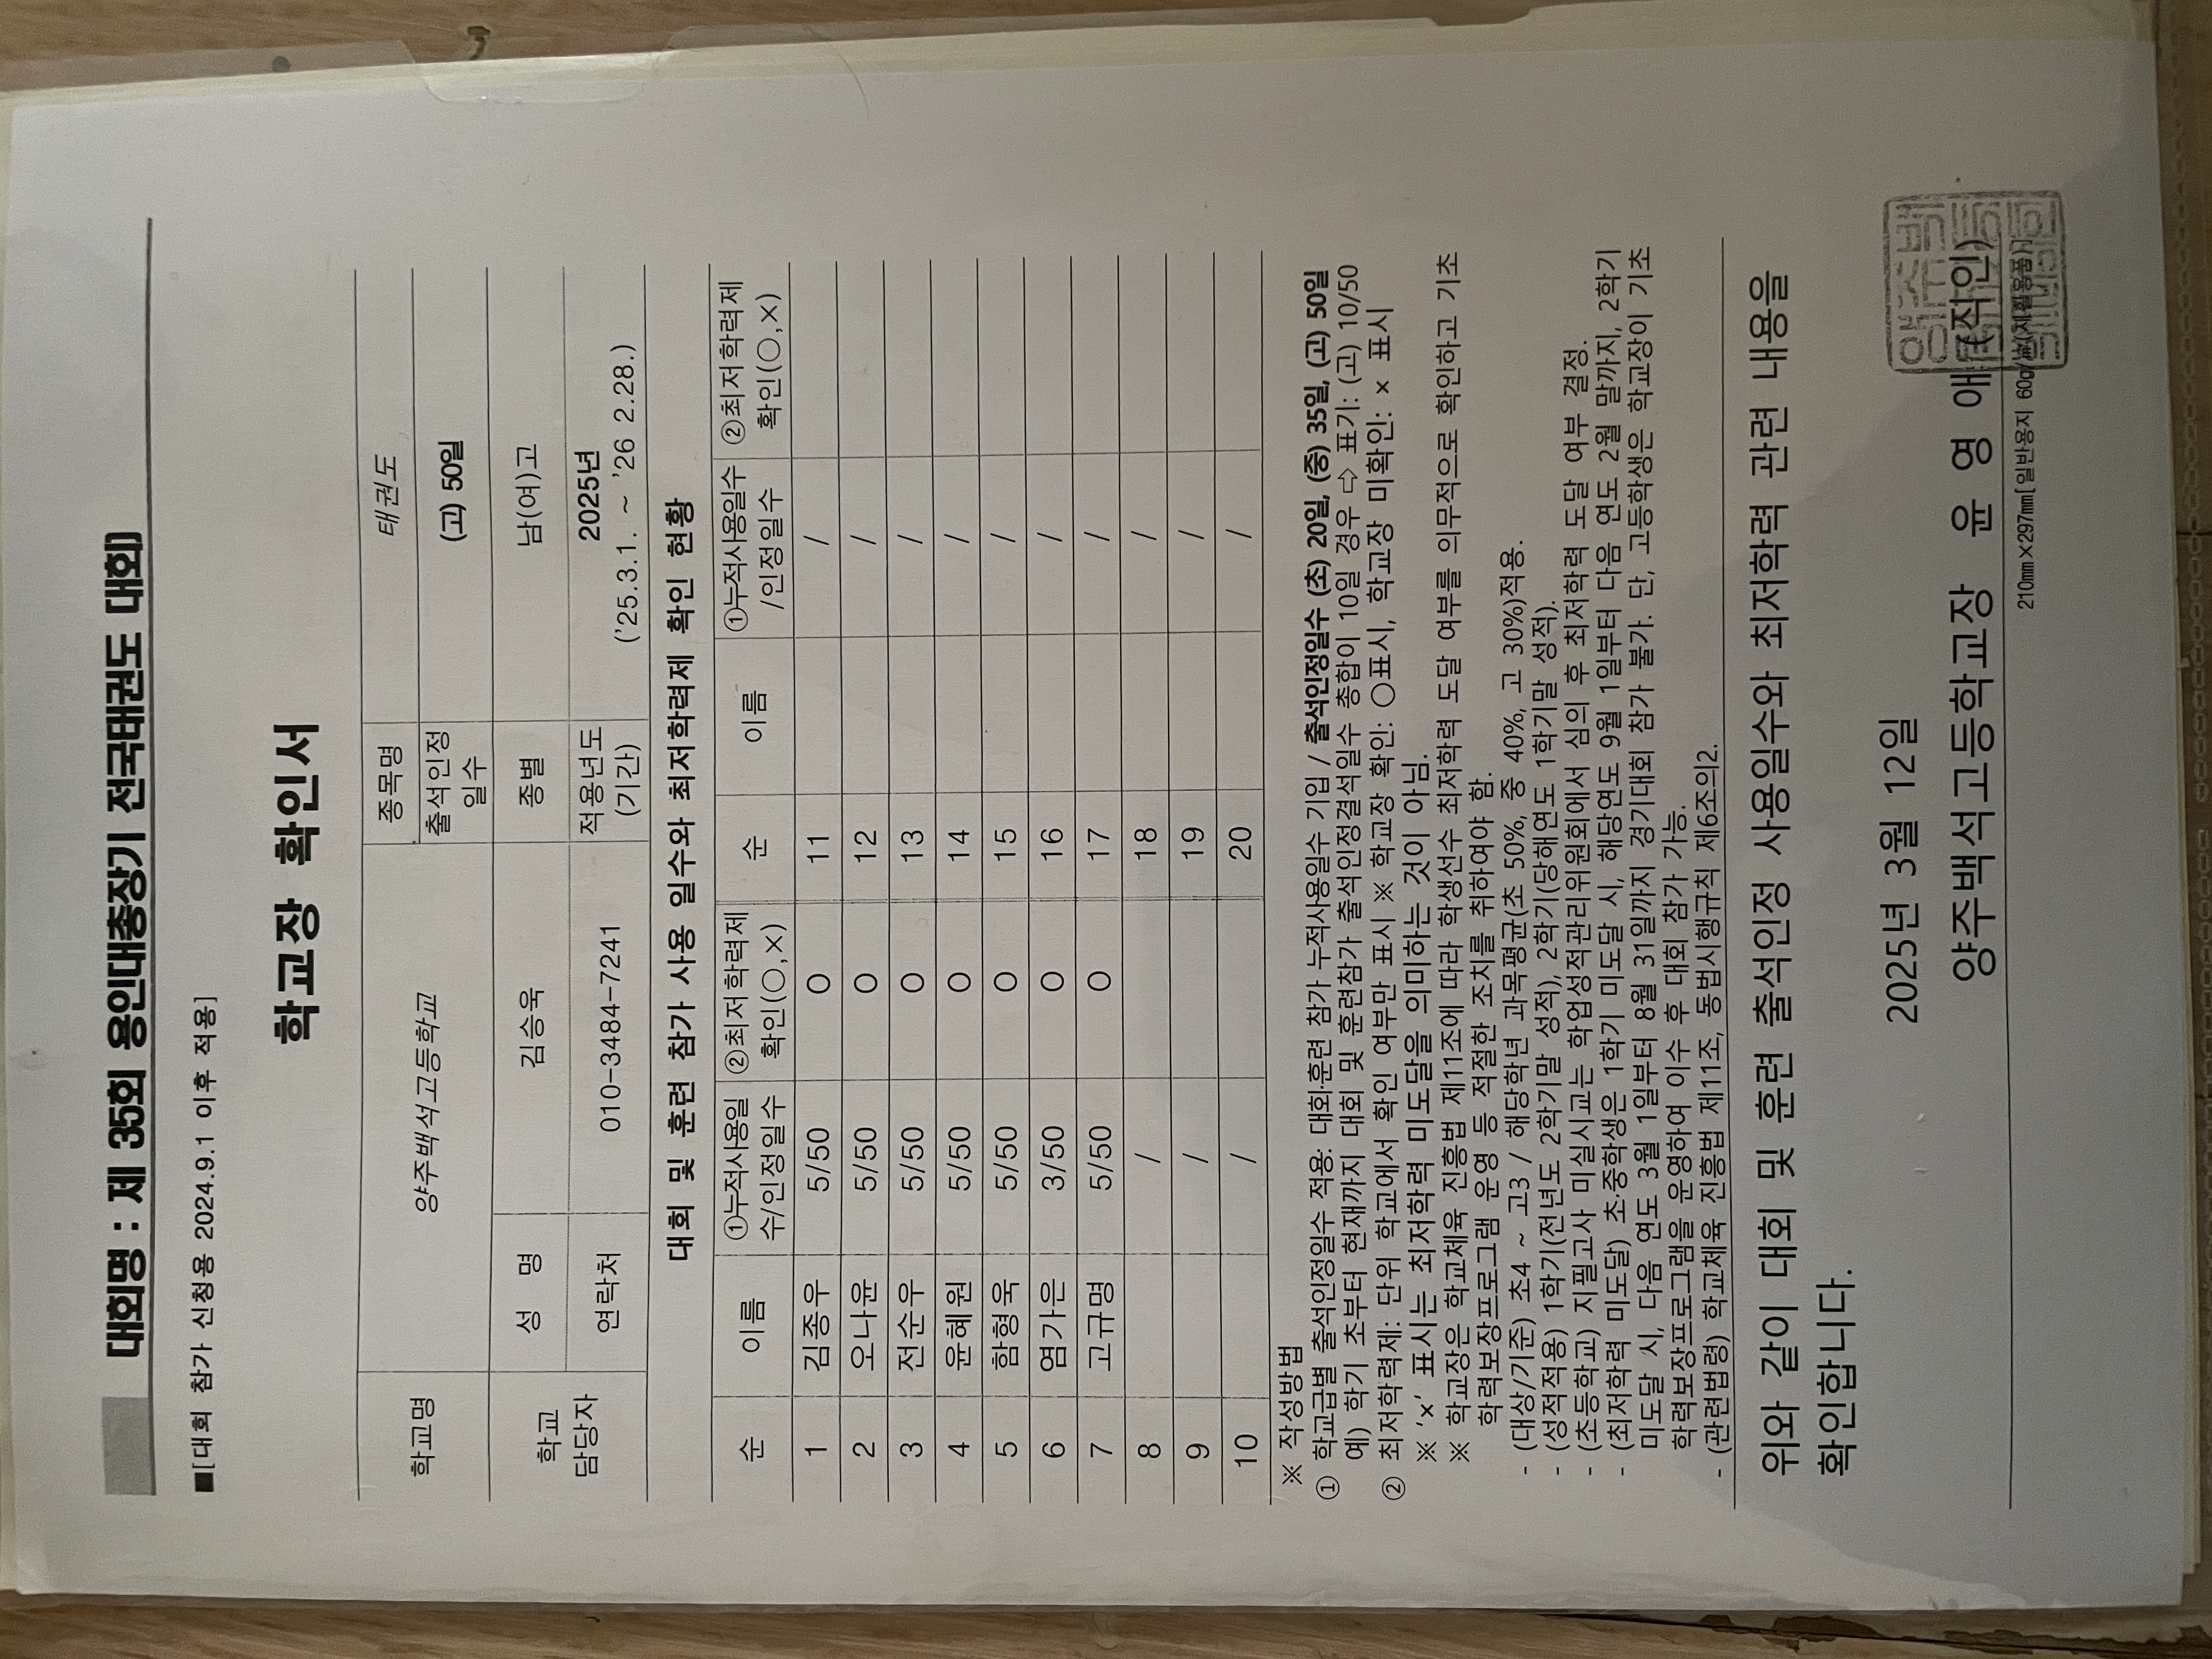 대회명 : 제 35회 용인대총장기 전국태권도 대회)
■[대회 참가 신청용 2024.9.1 이후 적용]
학교장 확인서
학교명 양주백석고등학교 종목명 태권도
출석인정 일수 (고) 50일
학교 담당자 성 명 김승욱 종별 남(여)고
연락처 010-3484-7241 적용년도 (기간) 2025년 ('25.3.1. ~ '26 2.28.)
대회 및 훈련 참가 사용 일수와 최저학력제 확인 현황
순 이름 ①누적사용일수/인정일수 ②최저학력제 확인(○,×) 순 이름 ①누적사용일수/인정일수 ②최저학력제 확인(○,×)
1 김종우 5/50 O 11 /
2 오나윤 5/50 O 12 /
3 전순우 5/50 O 13 /
4 윤혜원 5/50 O 14 /
5 함형욱 5/50 O 15 /
6 염가은 3/50 O 16 /
7 고규명 5/50 O 17 /
8 / 18 /
9 / 19 /
10 / 20 /
※ 작성방법
① 학교급별 출석인정일수 적용: 대회·훈련 참가 누적사용일수 기입 / 출석인정일수 (초) 20일, (중) 35일, (고) 50일
예) 학기 초부터 현재까지 대회 및 훈련참가 출석인정결석일수 총합이 10일 경우 ⇨ 표기: (고) 10/50
② 최저학력제: 단위 학교에서 확인 여부만 표시 ※ 학교장 확인: ○표시, 학교장 미확인: × 표시
※ '×' 표시는 최저학력 미도달을 의미하는 것이 아님.
※ 학교장은 학교체육 진흥법 제11조에 따라 학생선수 최저학력 도달 여부를 의무적으로 확인하고 기초
학력보장프로그램 운영 등 적절한 조치를 취하여야 함.
- (대상/기준) 초4 ~ 고3 / 해당학년 과목평균(초 50%, 중 40%, 고 30%)적용.
- (성적적용) 1학기(전년도 2학기말 성적), 2학기(당해연도 1학기말 성적).
- (초등학교) 지필고사 미실시교는 학업성적관리위원회에서 심의 후 최저학력 도달 여부 결정.
- (최저학력 미도달) 초·중학생은 1학기 미도달 시, 해당연도 9월 1일부터 다음 연도 2월 말까지, 2학기
미도달 시, 다음 연도 3월 1일부터 8월 31일까지 경기대회 참가 불가. 단, 고등학생은 학교장이 기초
학력보장프로그램을 운영하여 이수 후 대회 참가 가능.
- (관련법령) 학교체육 진흥법 제11조, 동법시행규칙 제6조의2.
위와 같이 대회 및 훈련 출석인정 사용일수와 최저학력 관련 내용을
확인합니다.
2025년 3월 12일
양주백석고등학교장 윤 영 애 (직인)
210mm×297mm[일반용지 60g/㎡(재활용품)]